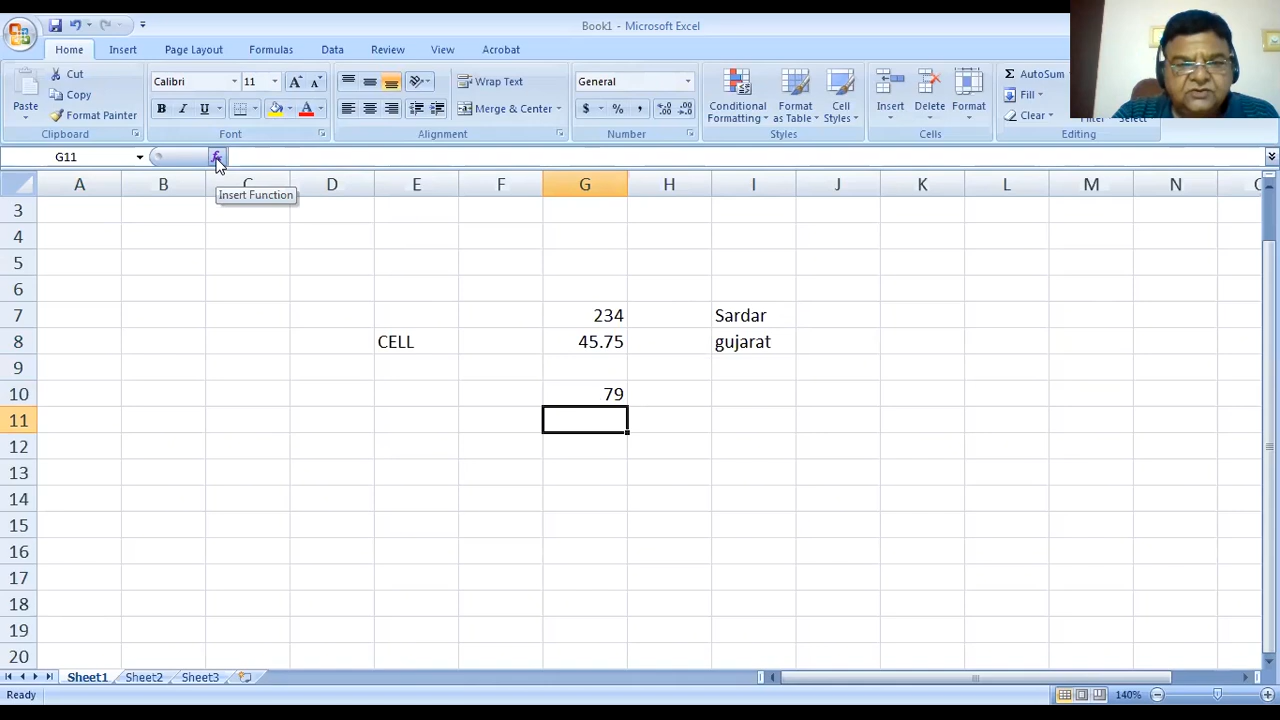 Book1 - Microsoft Excel
Home Insert Page Layout Formulas Data Review View Acrobat
Paste
Cut
Copy
Format Painter
Clipboard
Calibri 11
B I U A
Font
Wrap Text
Merge & Center
Alignment
General
$ % ,
Number
Conditional Formatting
Format as Table
Cell Styles
Styles
Insert Delete Format
Cells
Σ AutoSum
Fill
Clear
Filter Select
Editing
G11
Insert Function
A B C D E F G H I J K L M N
3
4
5
6
7 234 Sardar
8 CELL 45.75 gujarat
9
10 79
11
12
13
14
15
16
17
18
19
20
Sheet1 Sheet2 Sheet3
Ready 140%